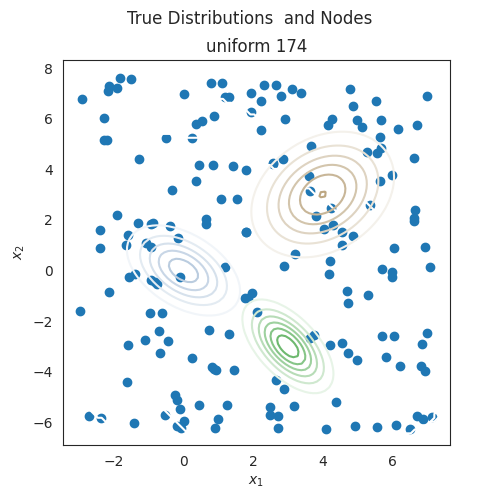 True Distributions and Nodes
uniform 174
8
6
4
2
0
−2
−4
−6
x₂
−2 0 2 4 6
x₁